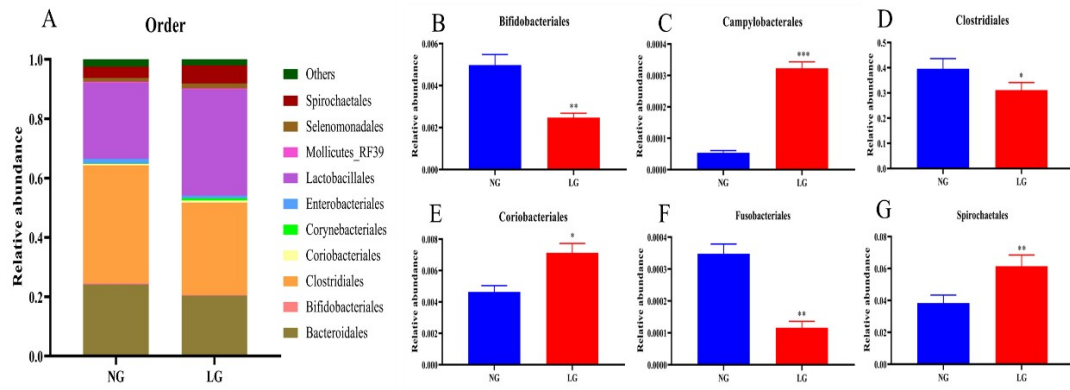 A
Order
Relative abundance
1.0
0.8
0.6
0.4
0.2
0.0
NG
LG
Others
Spirochaetales
Selenomonadales
Mollicutes_RF39
Lactobacillales
Enterobacteriales
Corynebacteriales
Coriobacteriales
Clostridiales
Bifidobacteriales
Bacteroidales
B
Bifidobacteriales
Relative abundance
0.006
0.004
0.002
0.000
**
NG
LG
C
Campylobacterales
Relative abundance
0.0004
0.0003
0.0002
0.0001
0.0000
***
NG
LG
D
Clostridiales
Relative abundance
0.5
0.4
0.3
0.2
0.1
0.0
*
NG
LG
E
Coriobacteriales
Relative abundance
0.008
0.006
0.004
0.002
0.000
*
NG
LG
F
Fusobacteriales
Relative abundance
0.0004
0.0003
0.0002
0.0001
0.0000
**
NG
LG
G
Spirochaetales
Relative abundance
0.08
0.06
0.04
0.02
0.00
**
NG
LG